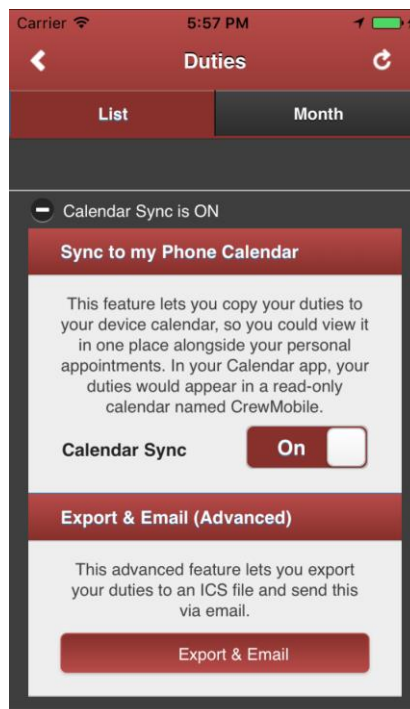 Carrier 5:57 PM
Duties
List Month
Calendar Sync is ON
Sync to my Phone Calendar
This feature lets you copy your duties to
your device calendar, so you could view it
in one place alongside your personal
appointments. In your Calendar app, your
duties would appear in a read-only
calendar named CrewMobile.
Calendar Sync On
Export & Email (Advanced)
This advanced feature lets you export
your duties to an ICS file and send this
via email.
Export & Email